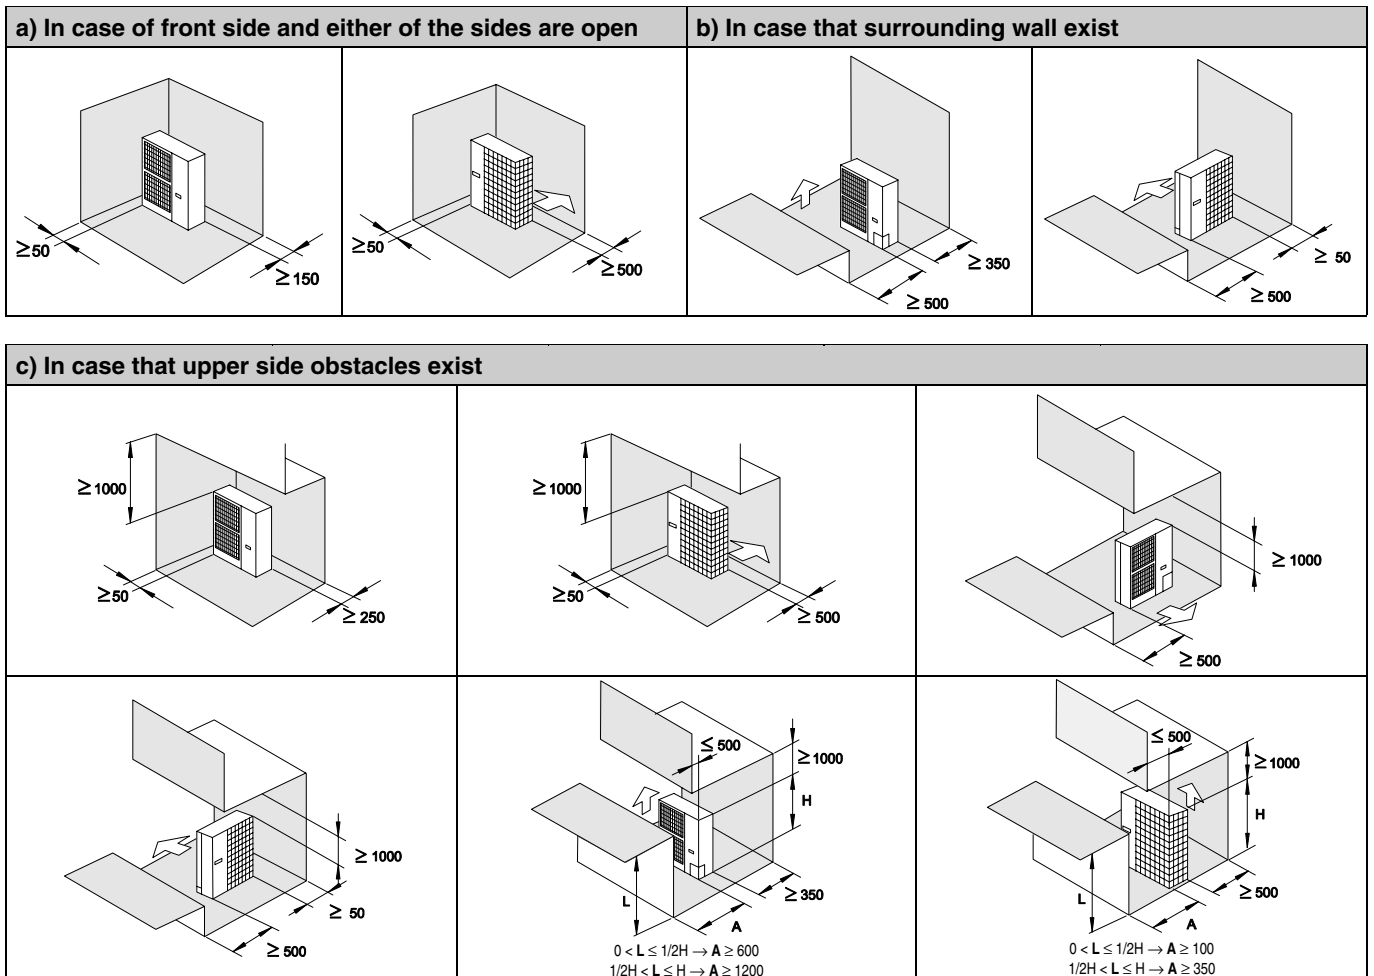 a) In case of front side and either of the sides are open
b) In case that surrounding wall exist
≥50
≥150
≥50
≥500
≥350
≥500
≥ 50
≥500
c) In case that upper side obstacles exist
≥1000
≥50
≥ 250
≥1000
≥50
≥ 500
≥ 1000
≥ 500
≥ 1000
≥ 50
≥ 500
≤ 500
≥1000
H
≥ 350
L
A
0 < L ≤ 1/2H → A ≥ 600
1/2H < L ≤ H → A ≥ 1200
≤ 500
≥1000
H
≥500
L
A
0 < L ≤ 1/2H → A ≥ 100
1/2H < L ≤ H → A ≥ 350